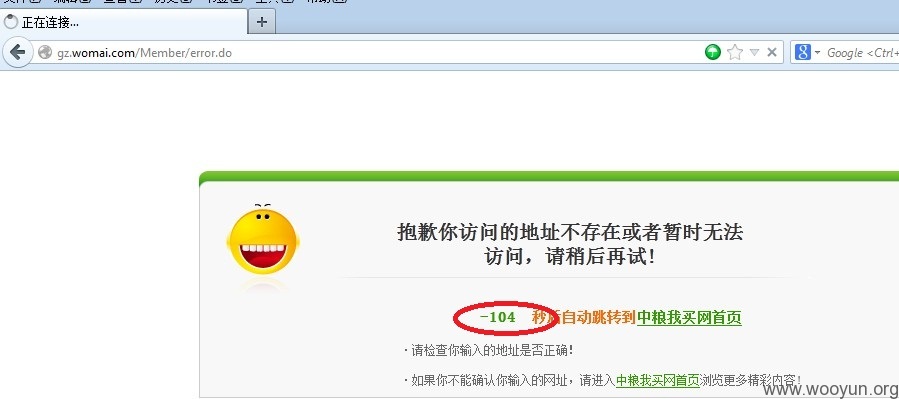 正在连接...
gz.womai.com/Member/error.do
Google <Ctrl+
抱歉你访问的地址不存在或者暂时无法
访问，请稍后再试!
-104 秒后自动跳转到中粮我买网首页
·请检查你输入的地址是否正确!
·如果你不能确认你输入的网址，请进入中粮我买网首页浏览更多精彩内容!
www.wooyun.org